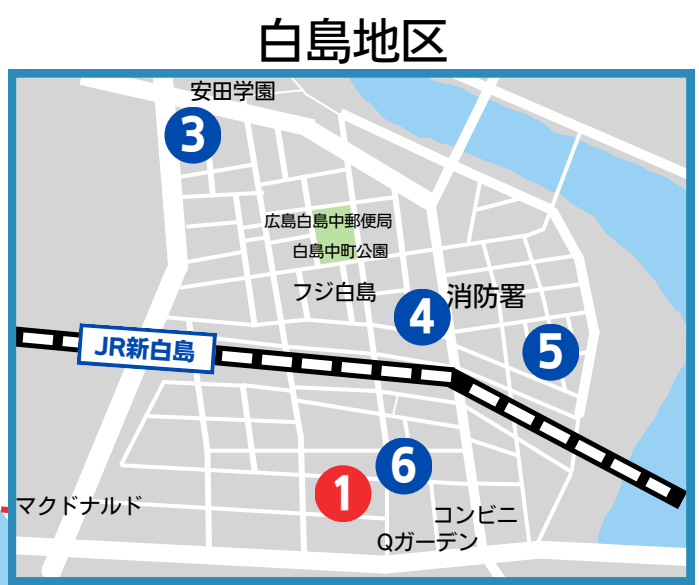 白島地区
安田学園
3
広島白島中郵便局
白島中町公園
フジ白島
消防署
4
JR新白島
5
6
1
マクドナルド
コンビニ
Qガーデン